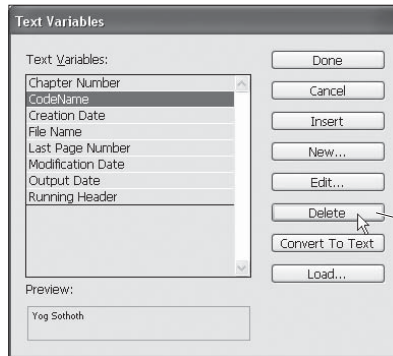 Text Variables
Text Variables:
Chapter Number
CodeName
Creation Date
File Name
Last Page Number
Modification Date
Output Date
Running Header
Preview:
Yog Sothoth
Done
Cancel
Insert
New...
Edit...
Delete
Convert To Text
Load...